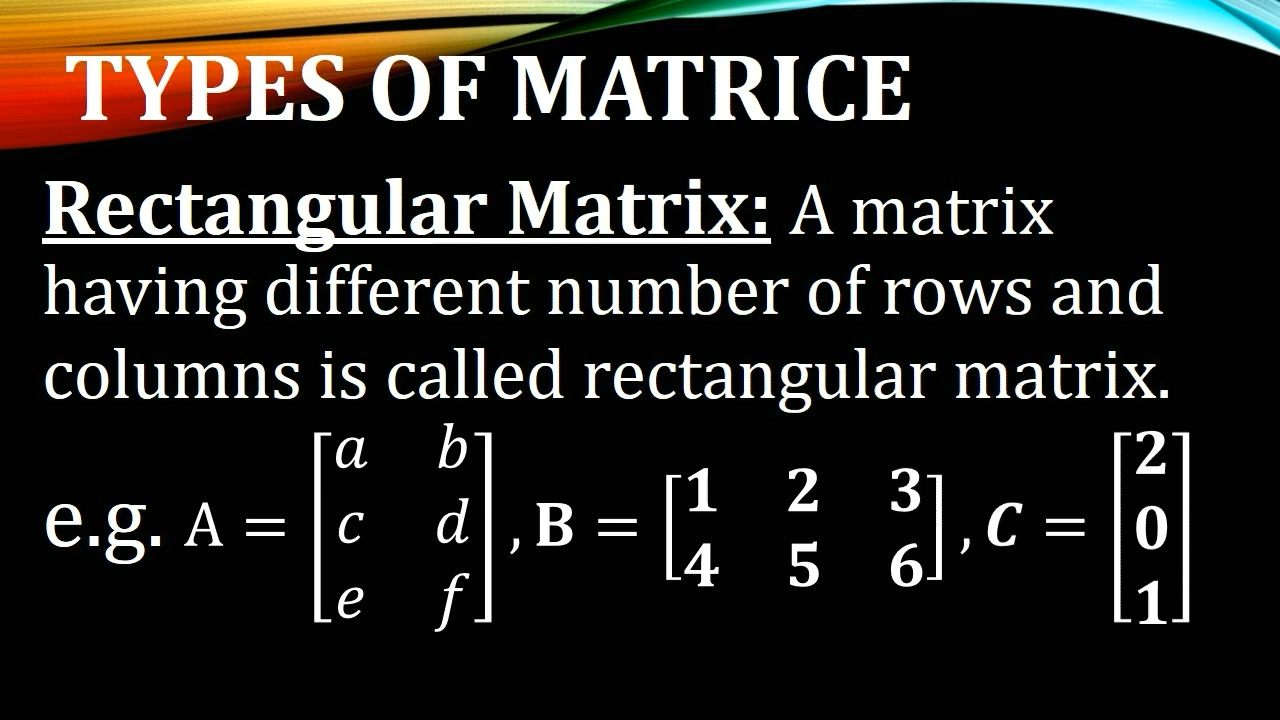 TYPES OF MATRICE
Rectangular Matrix: A matrix
having different number of rows and
columns is called rectangular matrix.
e.g. A = [a b; c d; e f], B = [1 2 3; 4 5 6], C = [2; 0; 1]